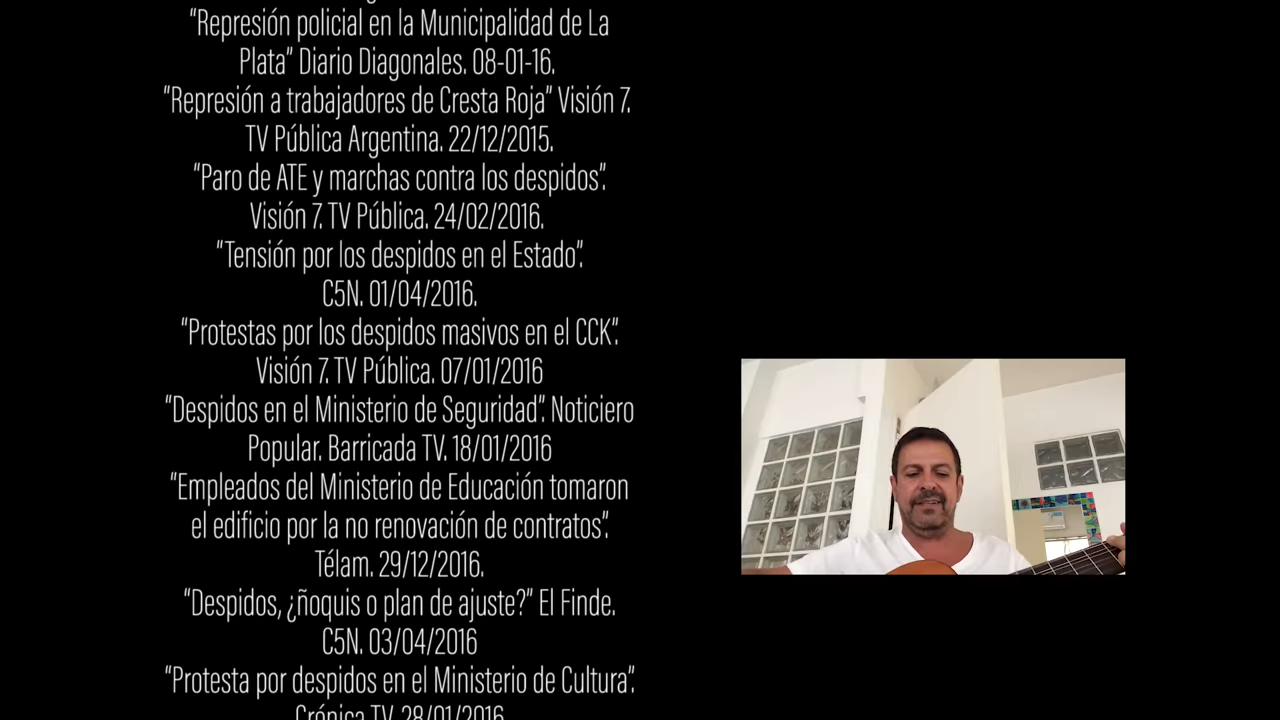 “Represión policial en la Municipalidad de La
Plata” Diario Diagonales. 08-01-16.
“Represión a trabajadores de Cresta Roja” Visión 7.
TV Pública Argentina. 22/12/2015.
“Paro de ATE y marchas contra los despidos”.
Visión 7. TV Pública. 24/02/2016.
“Tensión por los despidos en el Estado”.
C5N. 01/04/2016.
“Protestas por los despidos masivos en el CCK”.
Visión 7. TV Pública. 07/01/2016
“Despidos en el Ministerio de Seguridad”. Noticiero
Popular. Barricada TV. 18/01/2016
“Empleados del Ministerio de Educación tomaron
el edificio por la no renovación de contratos”.
Télam. 29/12/2016.
“Despidos, ¿ñoquis o plan de ajuste?” El Finde.
C5N. 03/04/2016
“Protesta por despidos en el Ministerio de Cultura”.
Crónica TV. 28/01/2016